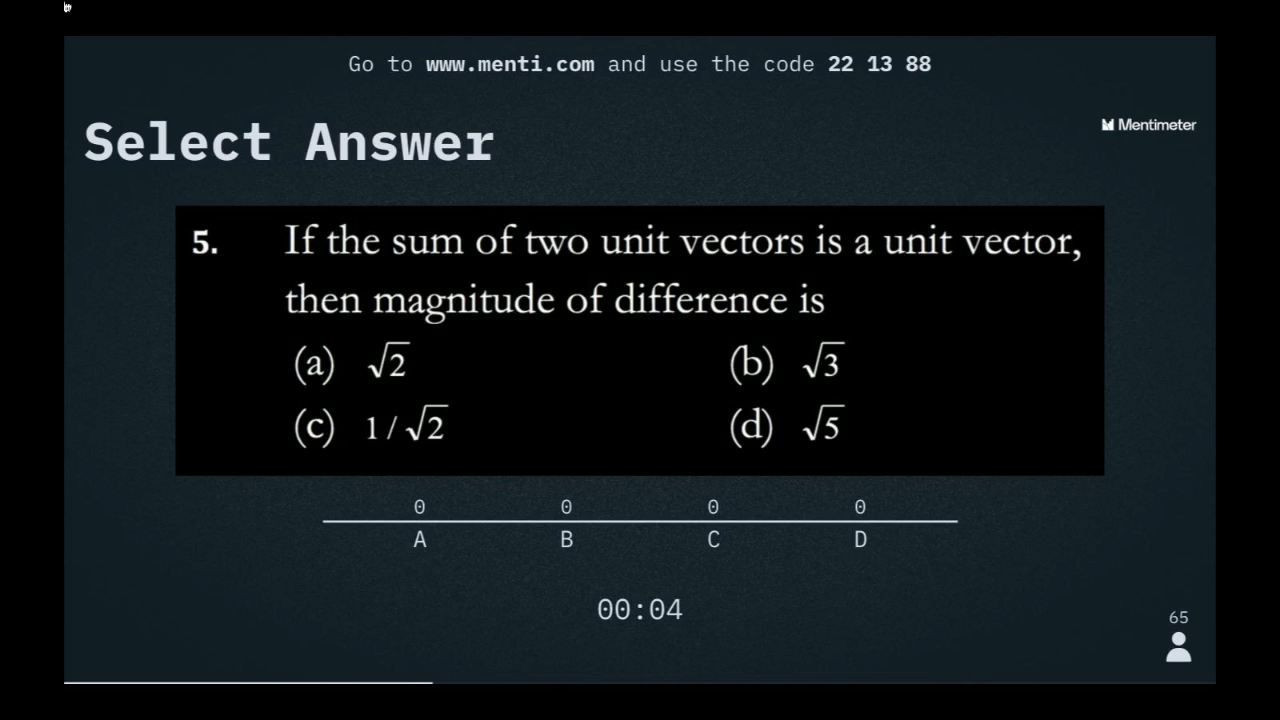 Go to www.menti.com and use the code 22 13 88
Mentimeter
Select Answer
5. If the sum of two unit vectors is a unit vector,
then magnitude of difference is
(a) √2 (b) √3
(c) 1/√2 (d) √5
0 0 0 0
A B C D
00:04
65